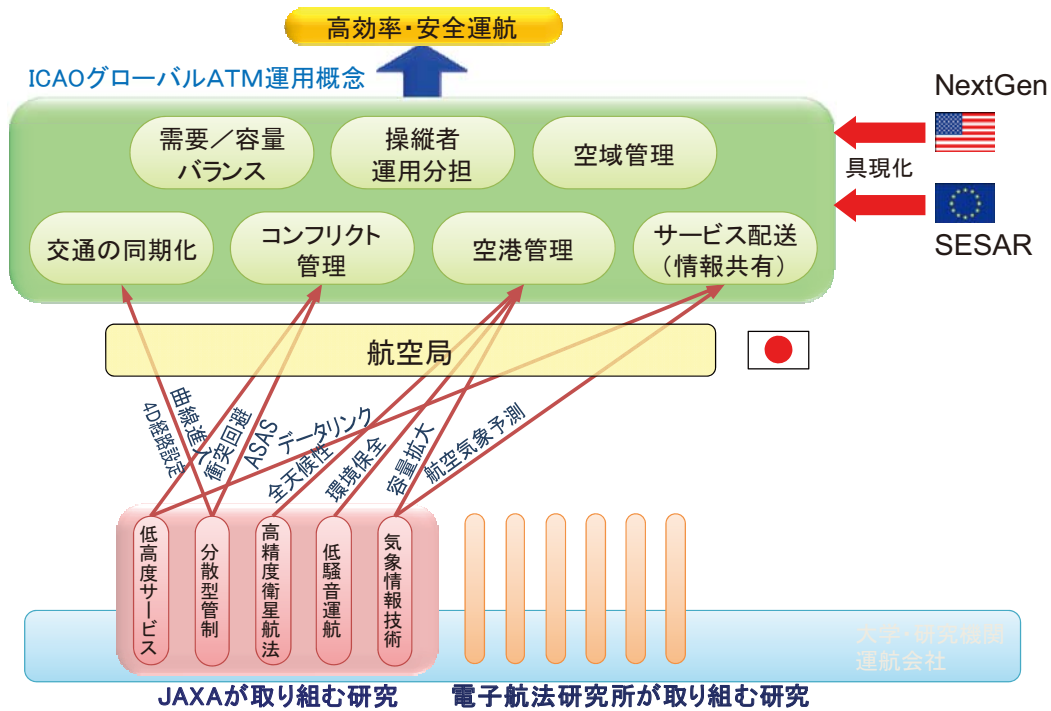 高効率・安全運航
ICAOグローバルATM運用概念
NextGen
需要／容量
バランス
操縦者
運用分担
空域管理
具現化
交通の同期化
コンフリクト
管理
空港管理
サービス配送
（情報共有）
SESAR
航空局
4D経路設定
曲線進入
衝突回避
ASAS
データリンク
全天候性
環境保全
容量拡大
航空気象予測
低高度サービス
分散型管制
高精度衛星航法
低騒音運航
気象情報技術
大学・研究機関
運航会社
JAXAが取り組む研究
電子航法研究所が取り組む研究